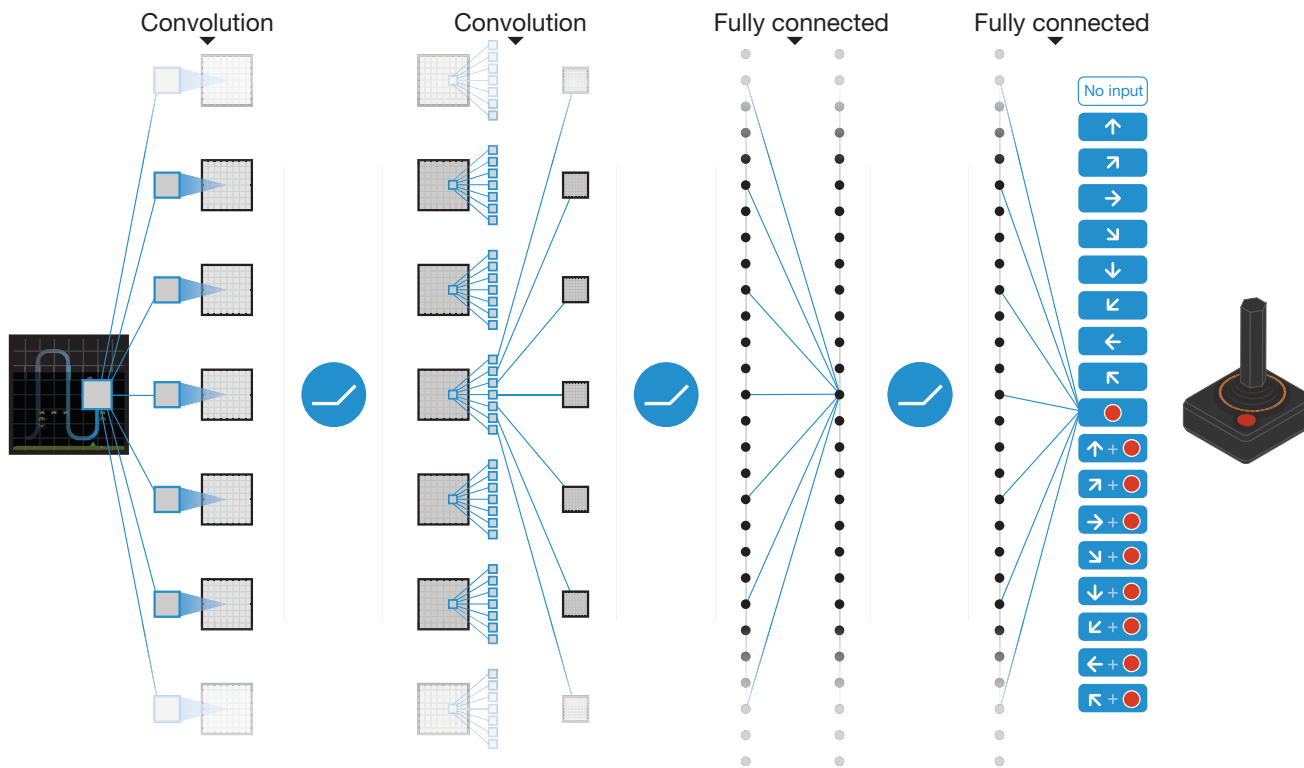 Convolution
Convolution
Fully connected
Fully connected
No input
+
+
+
+
+
+
+
+